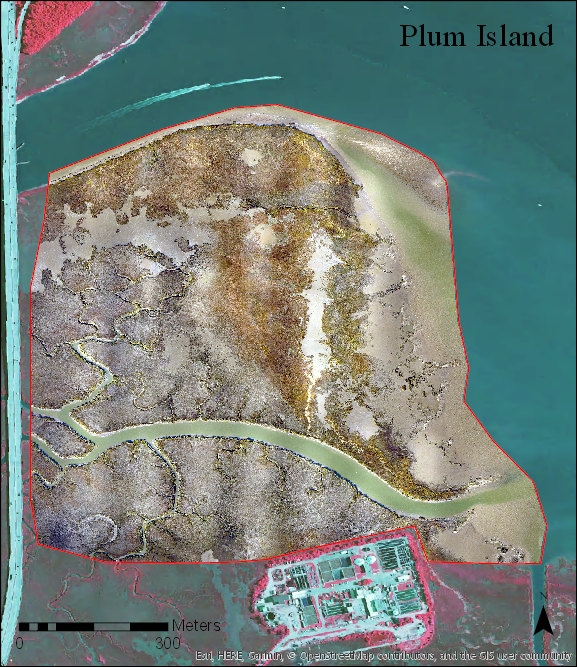 Plum Island
Meters
0 300
N
Esri, HERE, Garmin, © OpenStreetMap contributors, and the GIS user community